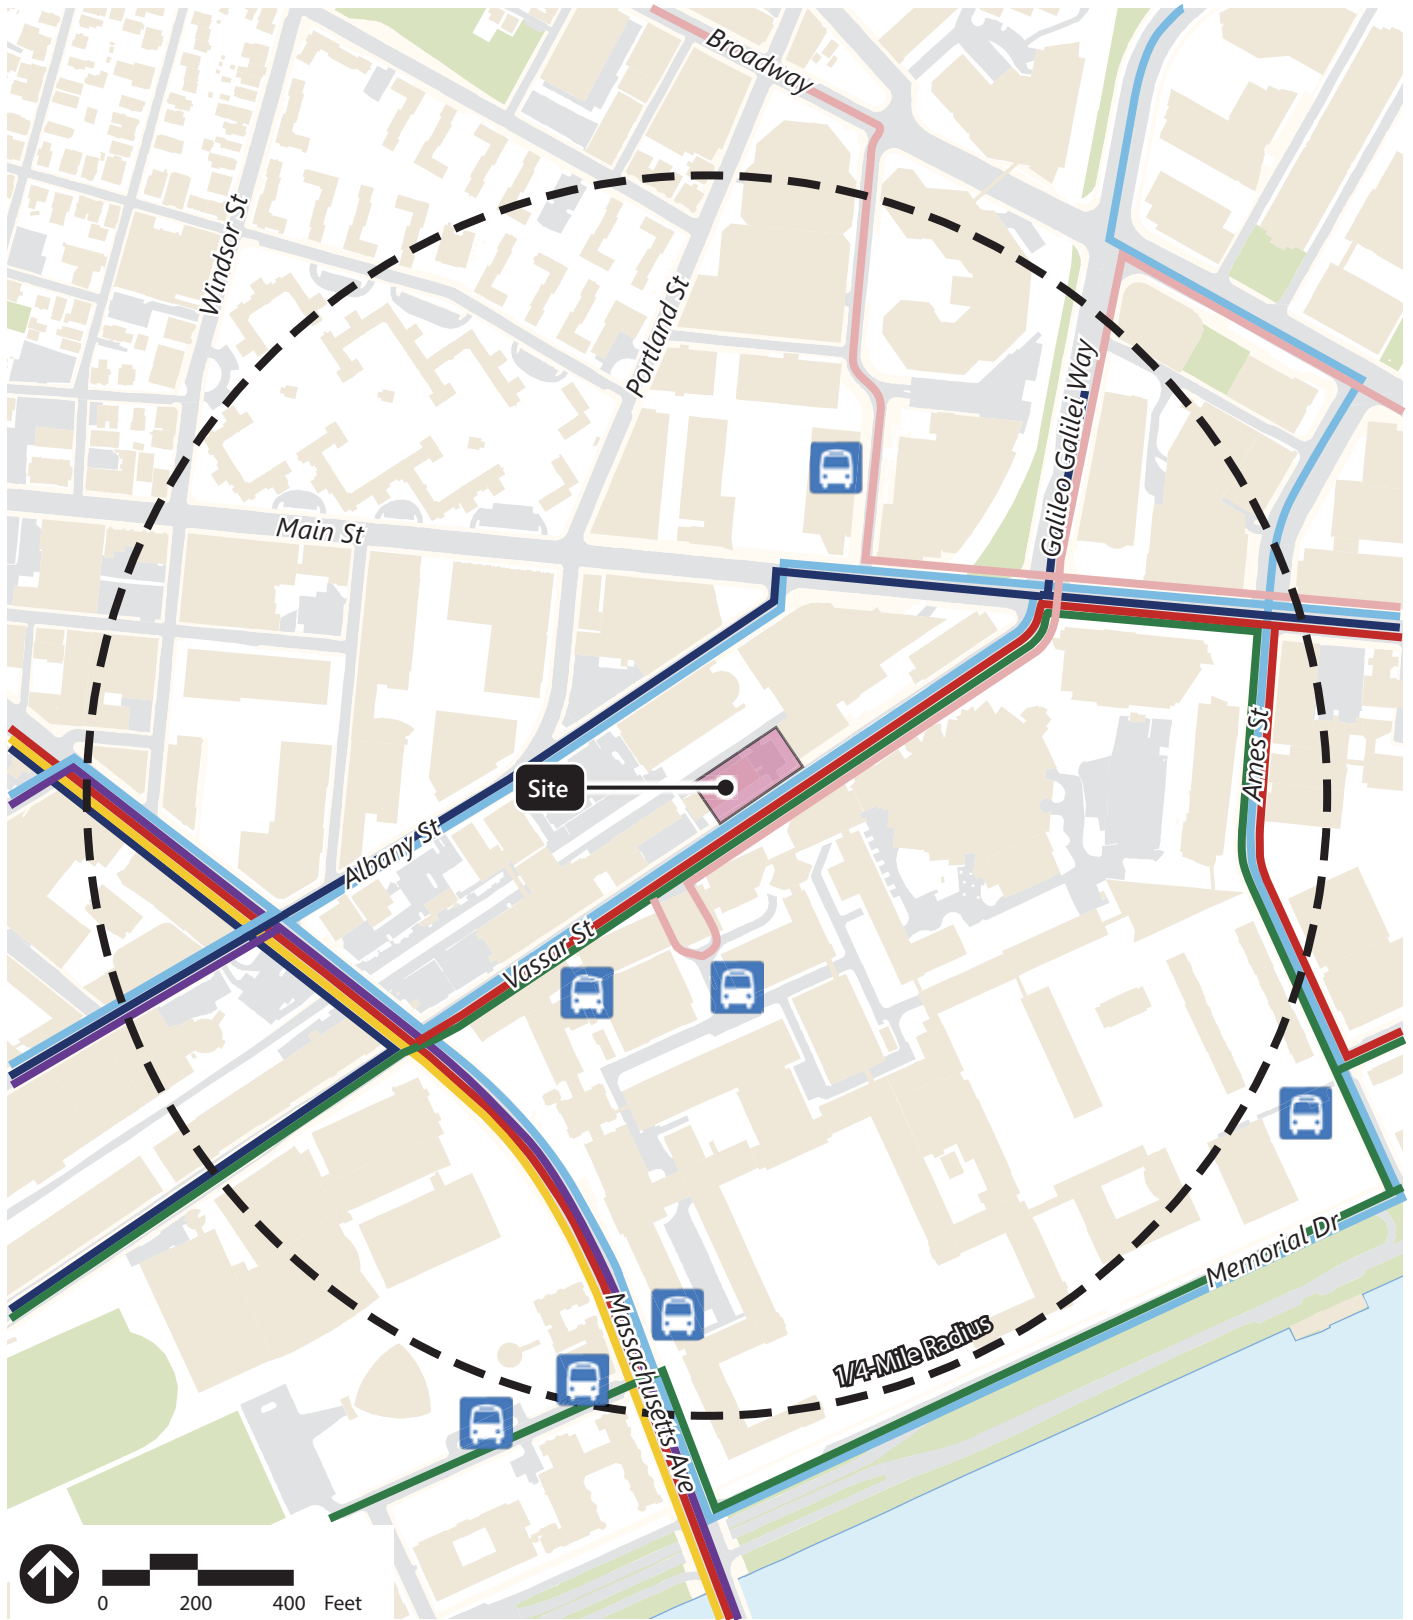 Broadway
Windsor St
Portland St
Galileo Galilei Way
Main St
Ames St
Site
Albany St
Vassar St
Memorial Dr
Massachusetts Ave
1/4-Mile Radius
0 200 400 Feet